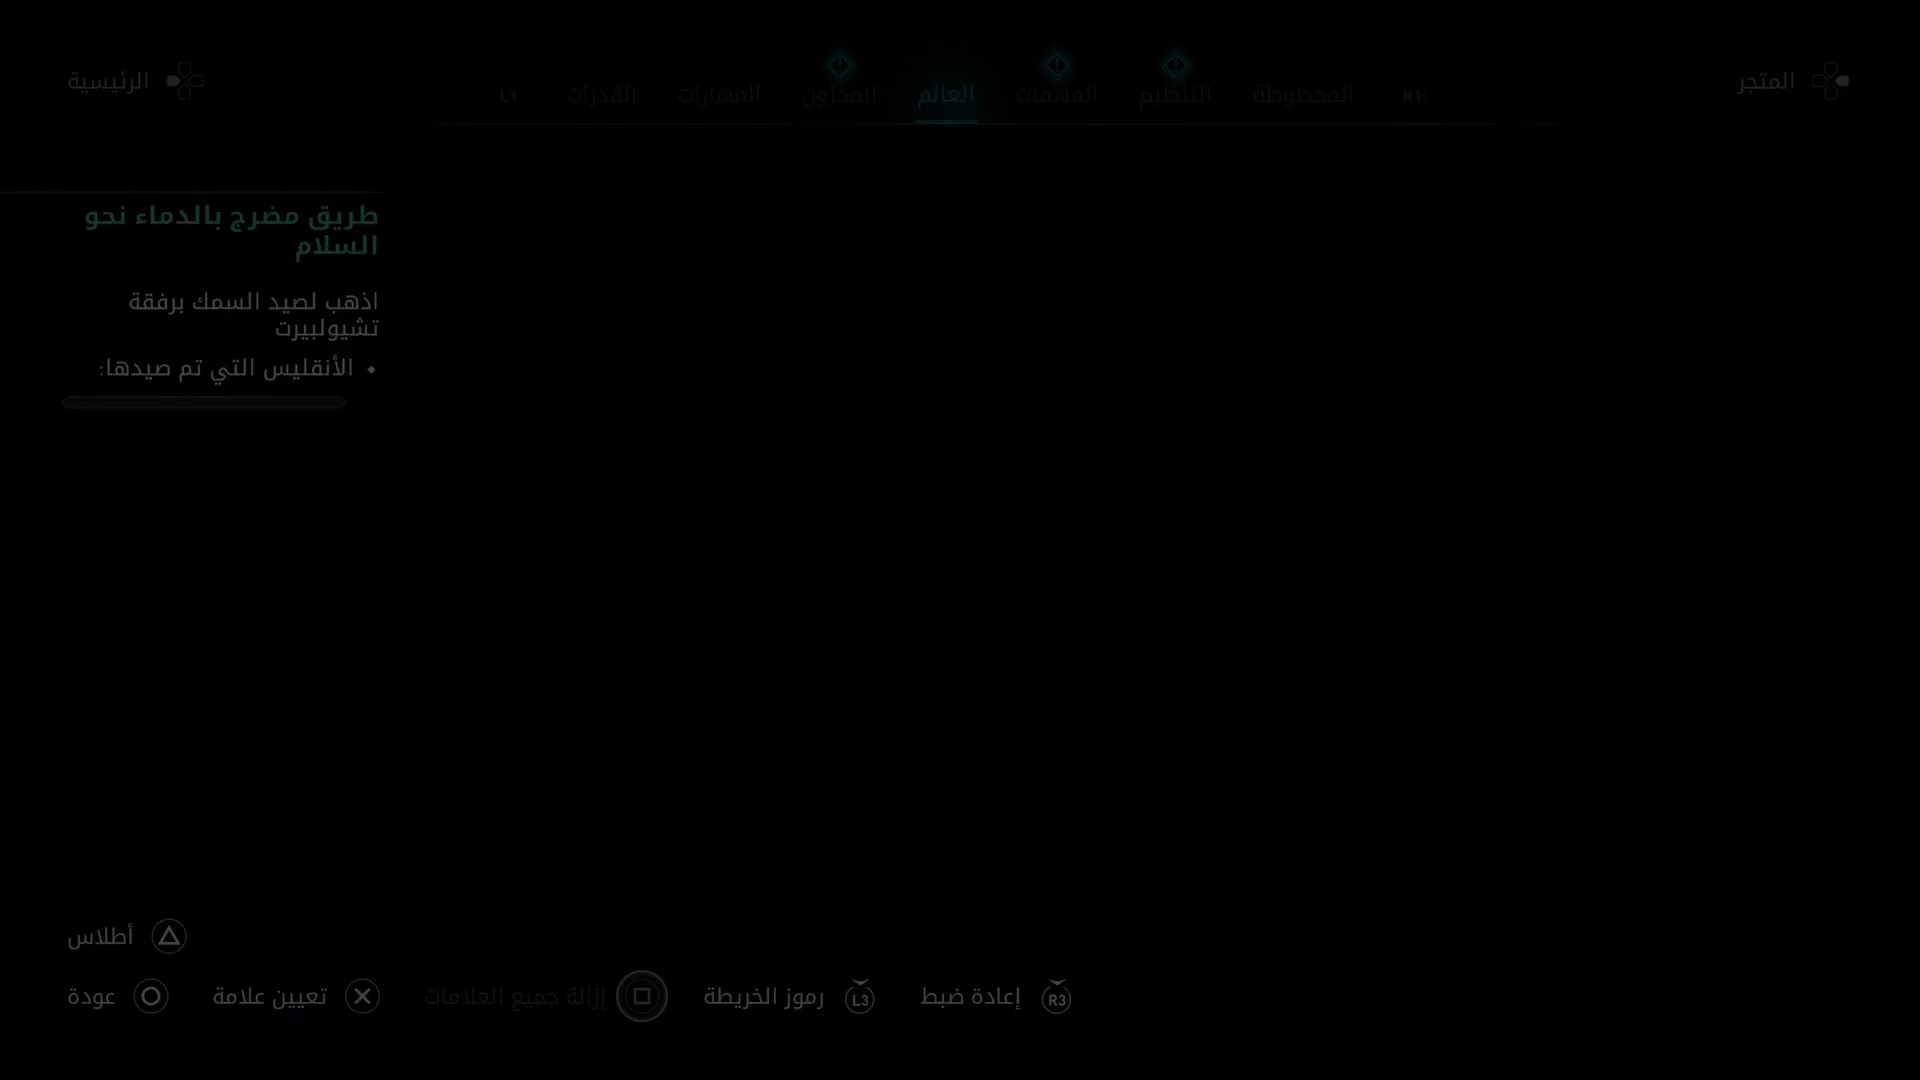 الرئيسية
L1
القدرات
المهارات
المخزون
العالم
المهمات
التنظيم
المخطوطة
R1
المتجر
طريق مضرج بالدماء نحو
السلام
اذهب لصيد السمك برفقة
تشيولبيرت
الأنقليس التي تم صيدها:
أطلاس
عودة
تعيين علامة
إزالة جميع العلامات
رموز الخريطة
L3
إعادة ضبط
R3